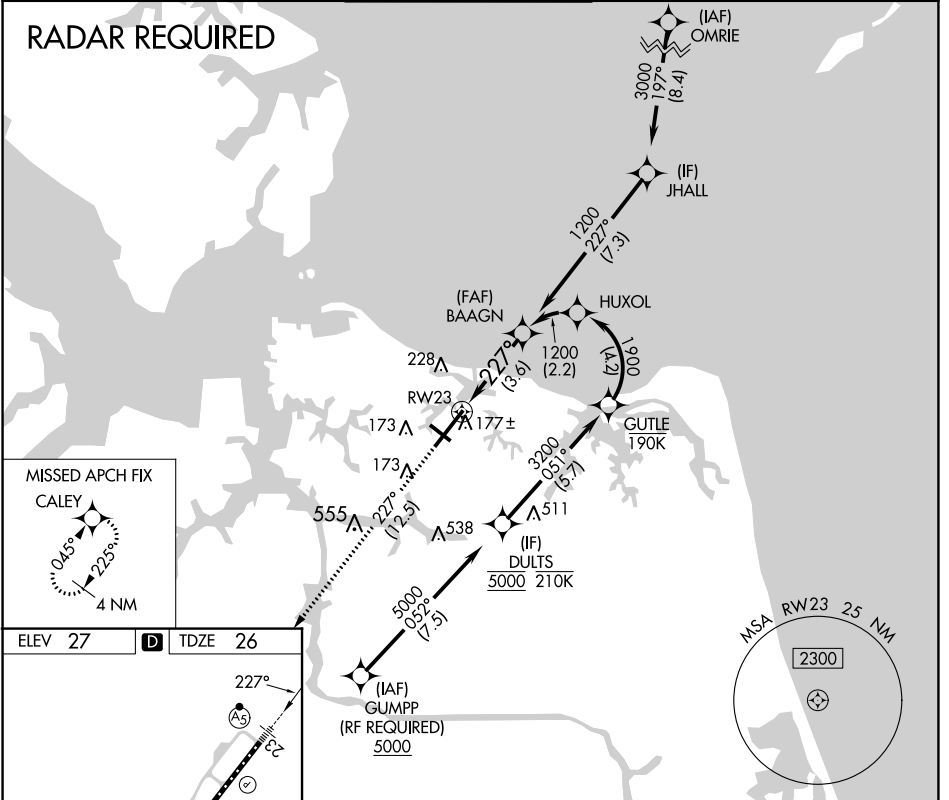 RADAR REQUIRED
(IAF)
OMRIE
3000
197°
(8.4)
(IF)
JHALL
1200
227°
(7.3)
(FAF)
BAAGN
HUXOL
1200
(2.2)
1900
(4.2)
227°
(3.6)
228
RW23
177±
173
GUTLE
190K
173
3200
051°
(5.7)
MISSED APCH FIX
CALEY
045°
225°
4 NM
555
227°
(12.5)
538
511
(IF)
DULTS
5000 210K
5000
052°
(7.5)
(IAF)
GUMPP
(RF REQUIRED)
5000
MSA RW23 25 NM
2300
ELEV 27 D TDZE 26
227°
A5
23
P